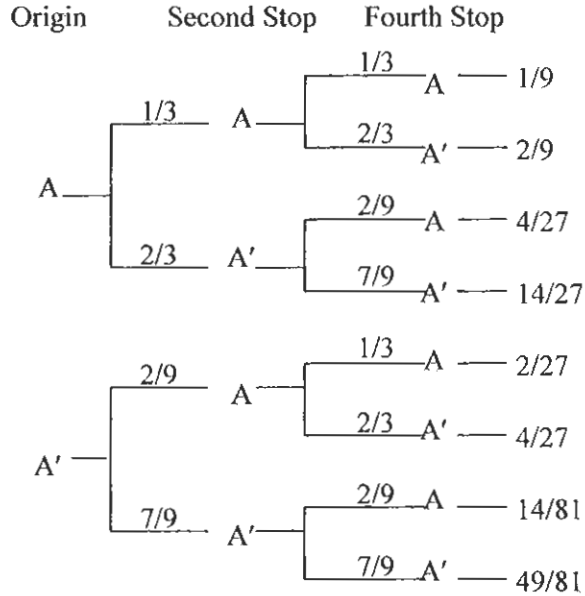 Origin Second Stop Fourth Stop
1/3 A 1/9
1/3 A
2/3 A′ 2/9
A
2/9 A 4/27
2/3 A′
7/9 A′ 14/27
1/3 A 2/27
2/9 A
2/3 A′ 4/27
A′
2/9 A 14/81
7/9 A′
7/9 A′ 49/81